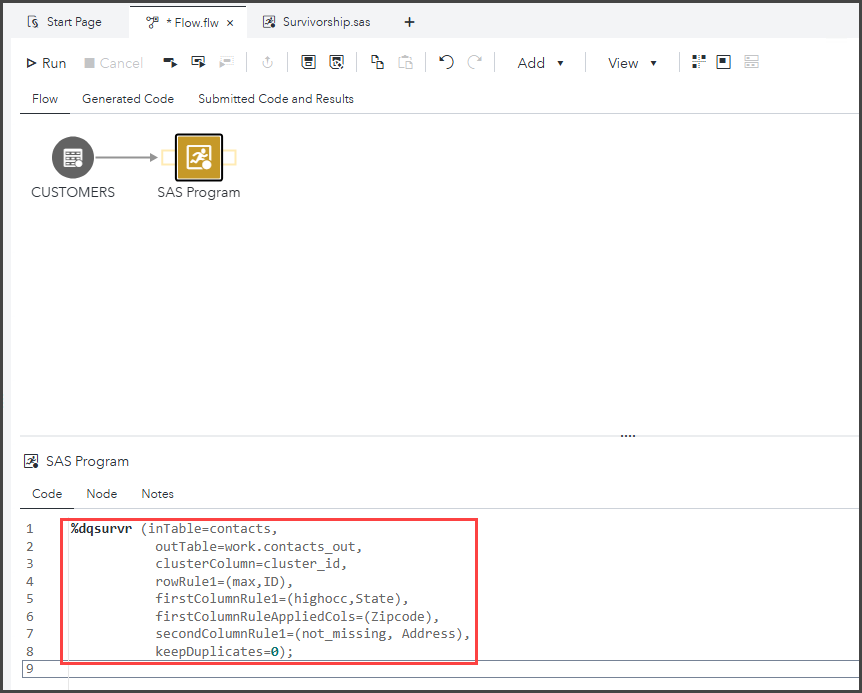 Start Page
* Flow.flw ×
Survivorship.sas
+
Run
Cancel
Add
View
Flow
Generated Code
Submitted Code and Results
CUSTOMERS
SAS Program
SAS Program
Code
Node
Notes
1 %dqsurvr (inTable=contacts,
2 outTable=work.contacts_out,
3 clusterColumn=cluster_id,
4 rowRule1=(max,ID),
5 firstColumnRule1=(highocc,State),
6 firstColumnRuleAppliedCols=(Zipcode),
7 secondColumnRule1=(not_missing, Address),
8 keepDuplicates=0);
9